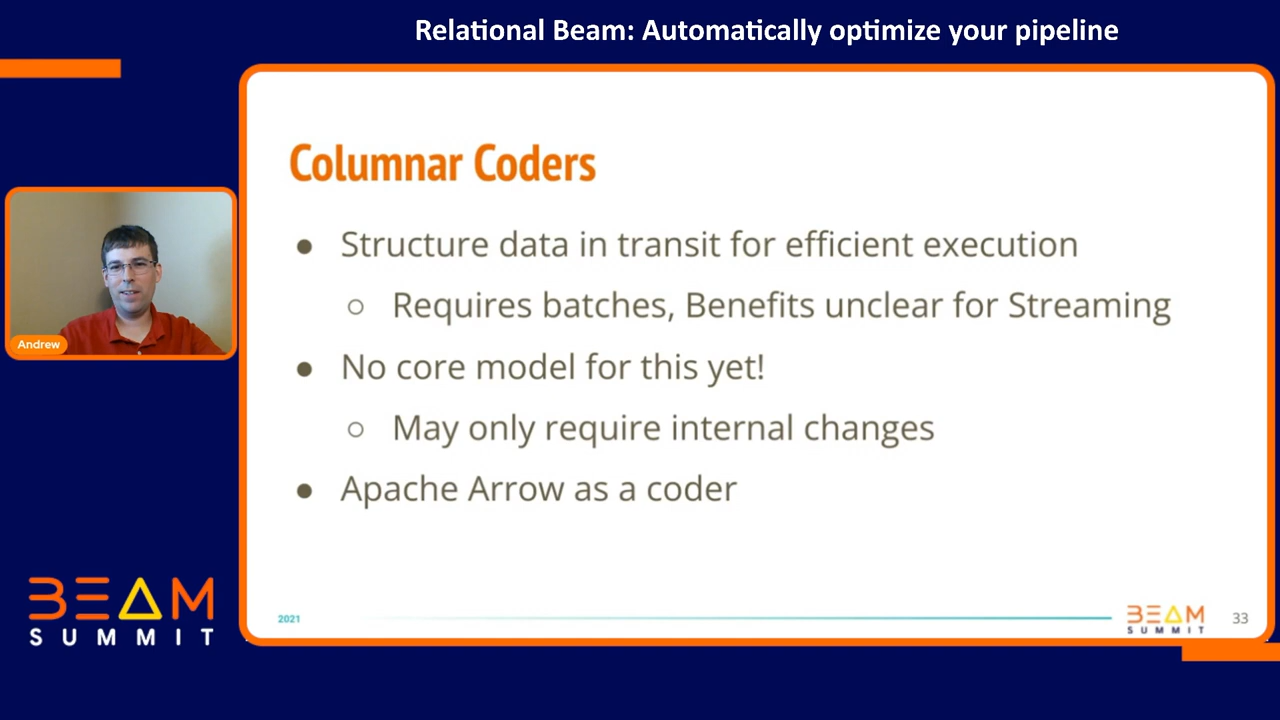 Relational Beam: Automatically optimize your pipeline
Columnar Coders
● Structure data in transit for efficient execution
○ Requires batches, Benefits unclear for Streaming
● No core model for this yet!
○ May only require internal changes
● Apache Arrow as a coder
Andrew
BEAM
SUMMIT
2021
BEAM
SUMMIT
33